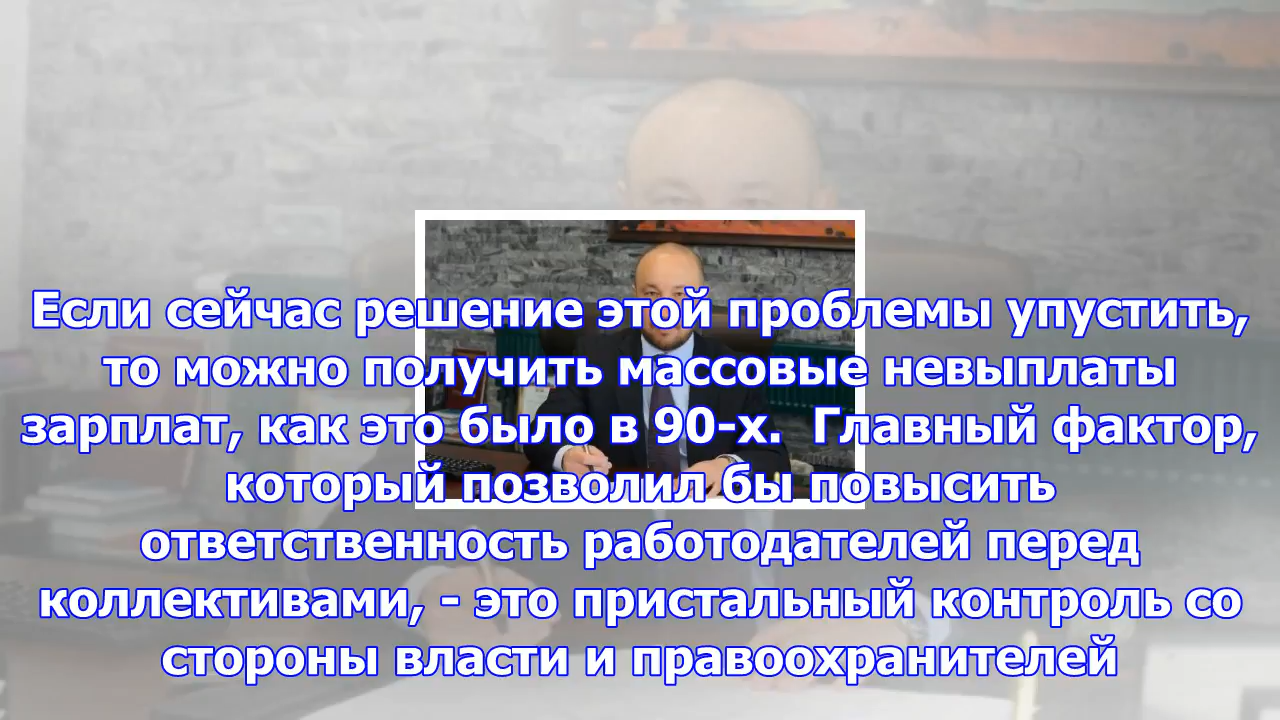 Если сейчас решение этой проблемы упустить,
то можно получить массовые невыплаты
зарплат, как это было в 90-х.  Главный фактор,
который позволил бы повысить
ответственность работодателей перед
коллективами, - это пристальный контроль со
стороны власти и правоохранителей